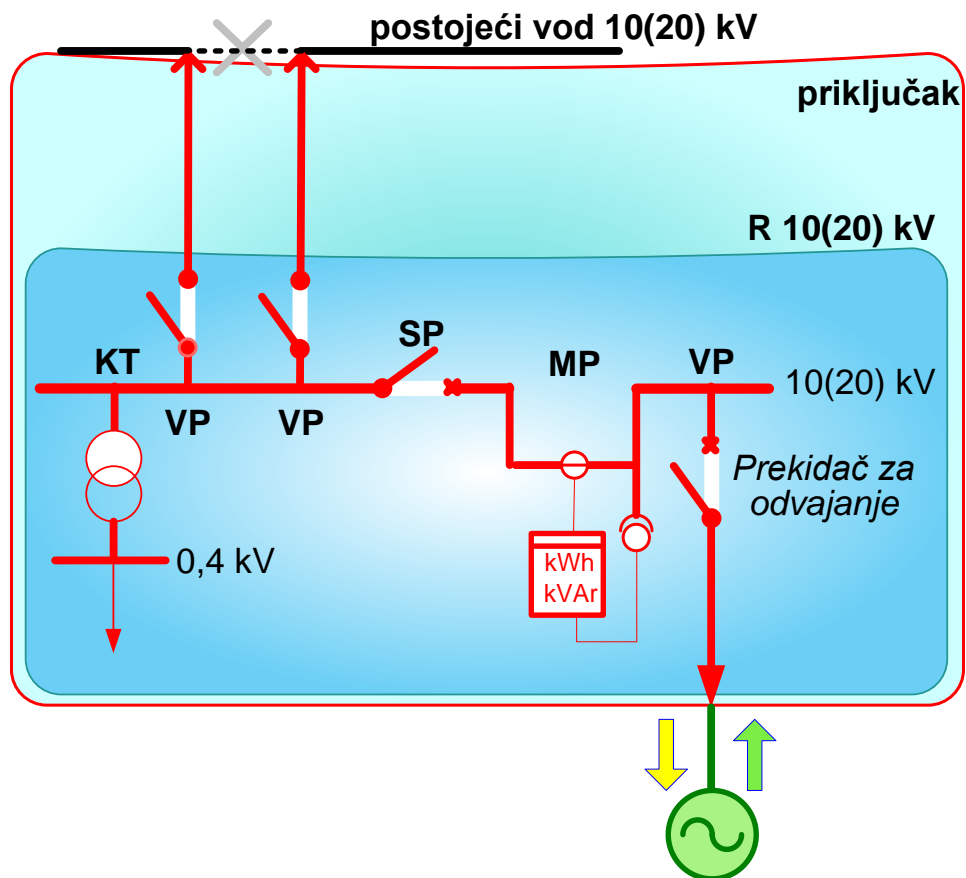 postojeći vod 10(20) kV
priključak
R 10(20) kV
SP
KT
MP
VP
10(20) kV
VP
VP
Prekidač za
odvajanje
0,4 kV
kWh
kVAr